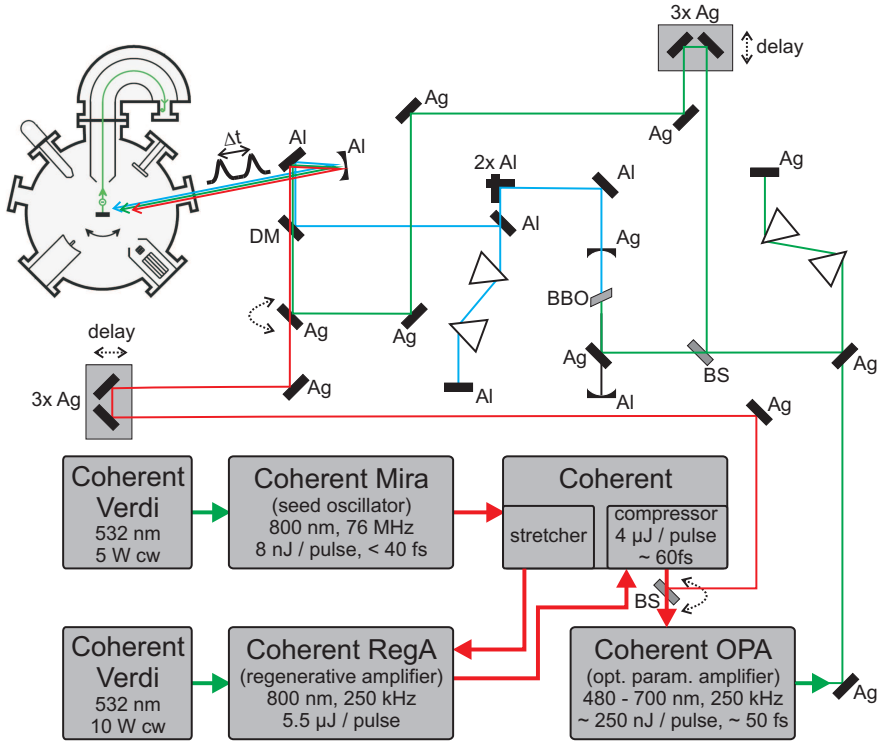 3x Ag
delay
Ag
Ag
Al
Al
Δt
2x Al
Al
Ag
Al
DM
Ag
BBO
Ag
Ag
Ag
BS
Ag
Al
Al
delay
3x Ag
Ag
Ag
Coherent
Verdi
532 nm
5 W cw
Coherent Mira
(seed oscillator)
800 nm, 76 MHz
8 nJ / pulse, < 40 fs
Coherent
stretcher
compressor
4 µJ / pulse
~ 60fs
BS
Coherent
Verdi
532 nm
10 W cw
Coherent RegA
(regenerative amplifier)
800 nm, 250 kHz
5.5 µJ / pulse
Coherent OPA
(opt. param. amplifier)
480 - 700 nm, 250 kHz
~ 250 nJ / pulse, ~ 50 fs
Ag